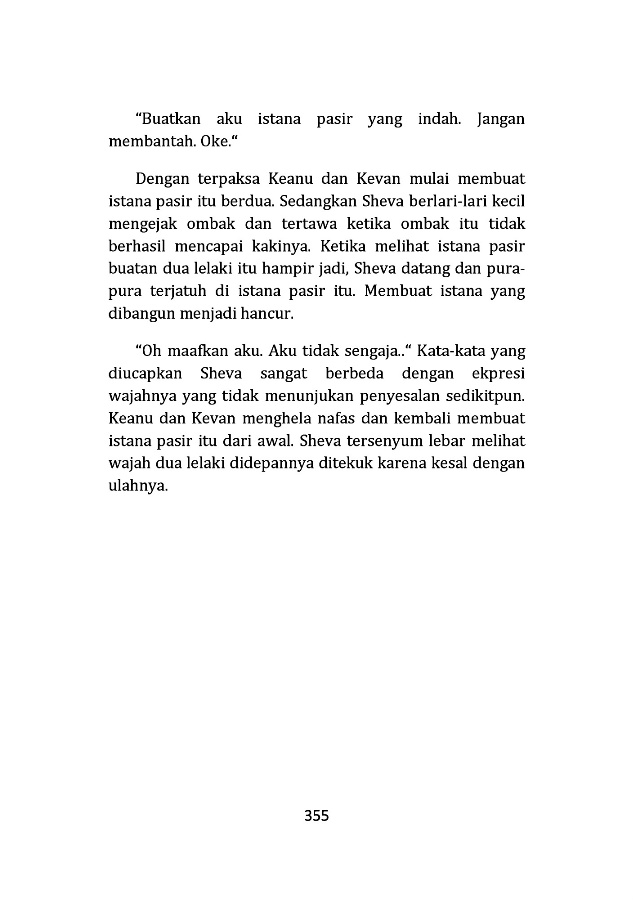 “Buatkan aku istana pasir yang indah. Jangan
membantah. Oke.“
Dengan terpaksa Keanu dan Kevan mulai membuat
istana pasir itu berdua. Sedangkan Sheva berlari-lari kecil
mengejak ombak dan tertawa ketika ombak itu tidak
berhasil mencapai kakinya. Ketika melihat istana pasir
buatan dua lelaki itu hampir jadi, Sheva datang dan pura-
pura terjatuh di istana pasir itu. Membuat istana yang
dibangun menjadi hancur.
“Oh maafkan aku. Aku tidak sengaja..“ Kata-kata yang
diucapkan Sheva sangat berbeda dengan ekpresi
wajahnya yang tidak menunjukan penyesalan sedikitpun.
Keanu dan Kevan menghela nafas dan kembali membuat
istana pasir itu dari awal. Sheva tersenyum lebar melihat
wajah dua lelaki didepannya ditekuk karena kesal dengan
ulahnya.
355